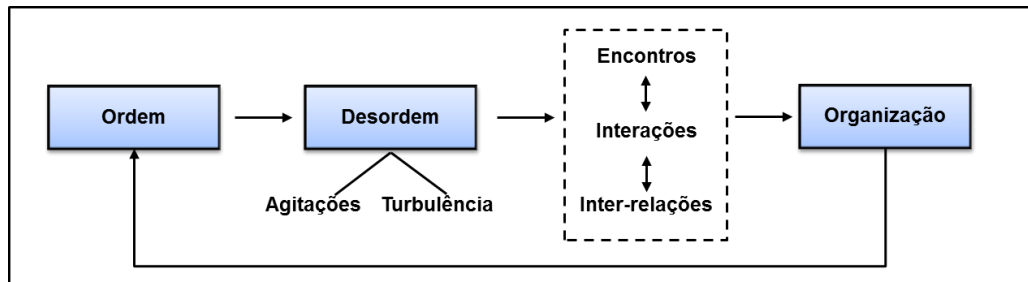 Ordem
Desordem
Agitações
Turbulência
Encontros
Interações
Inter-relações
Organização